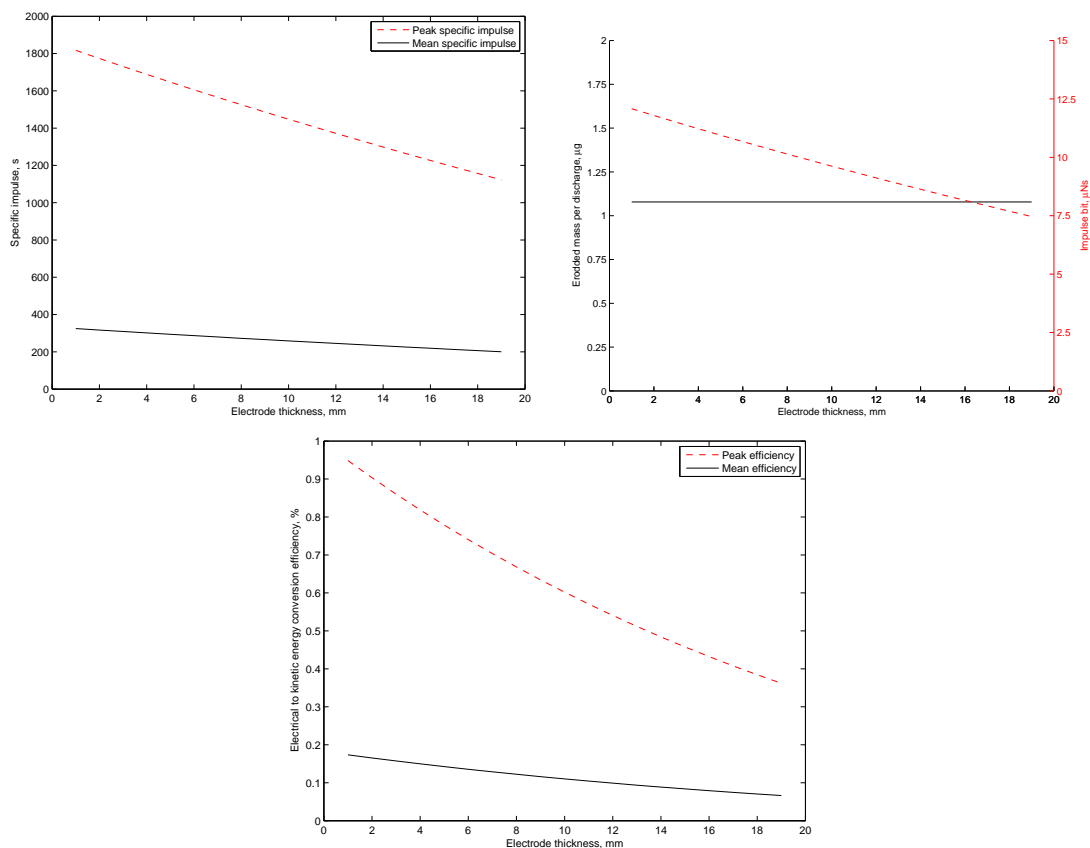 2000
1800
1600
1400
1200
1000
800
600
400
200
0
Specific impulse, s
Peak specific impulse
Mean specific impulse
0 2 4 6 8 10 12 14 16 18 20
Electrode thickness, mm
2
1.75
1.5
1.25
1
0.75
0.5
0.25
0
Erodded mass per discharge, μg
15
12.5
10
7.5
5
2.5
0
Impulse bit, μNs
0 2 4 6 8 10 12 14 16 18 20
Electrode thickness, mm
1
0.9
0.8
0.7
0.6
0.5
0.4
0.3
0.2
0.1
0
Electrical to kinetic energy conversion efficiency, %
Peak efficiency
Mean efficiency
0 2 4 6 8 10 12 14 16 18 20
Electrode thickness, mm